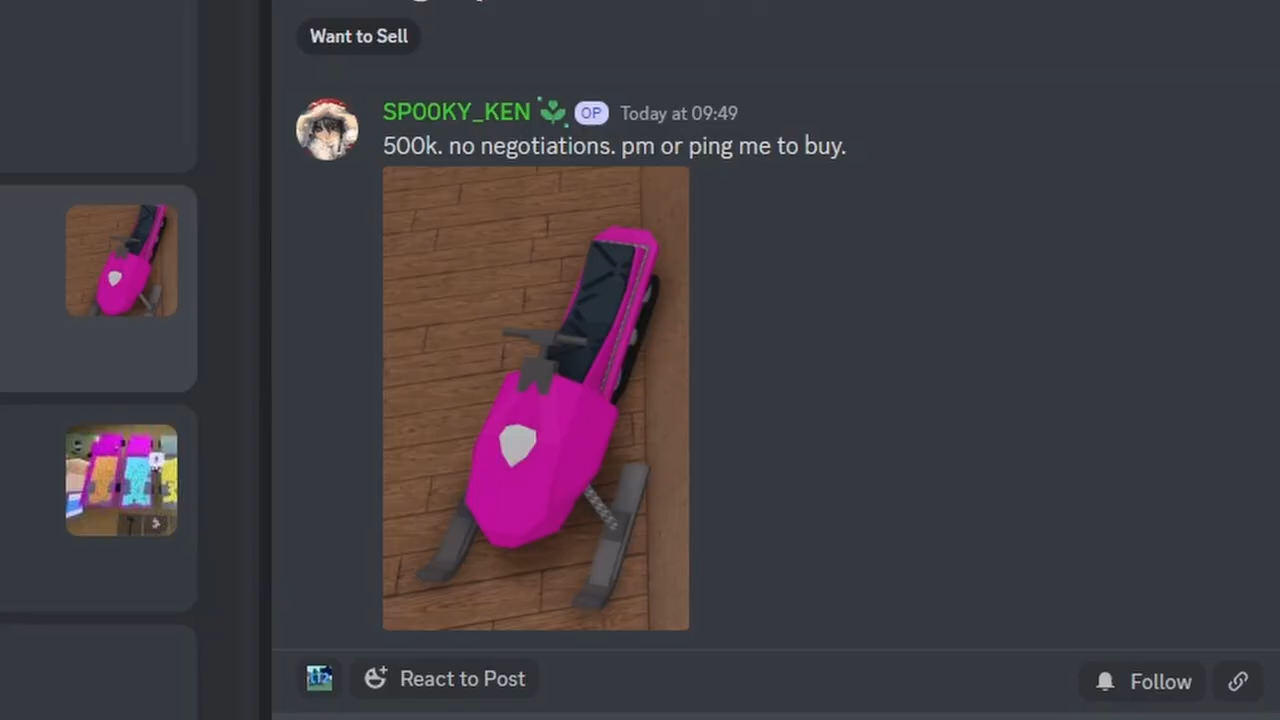 Want to Sell
SPOOKY_KEN OP Today at 09:49
500k. no negotiations. pm or ping me to buy.
React to Post
Follow